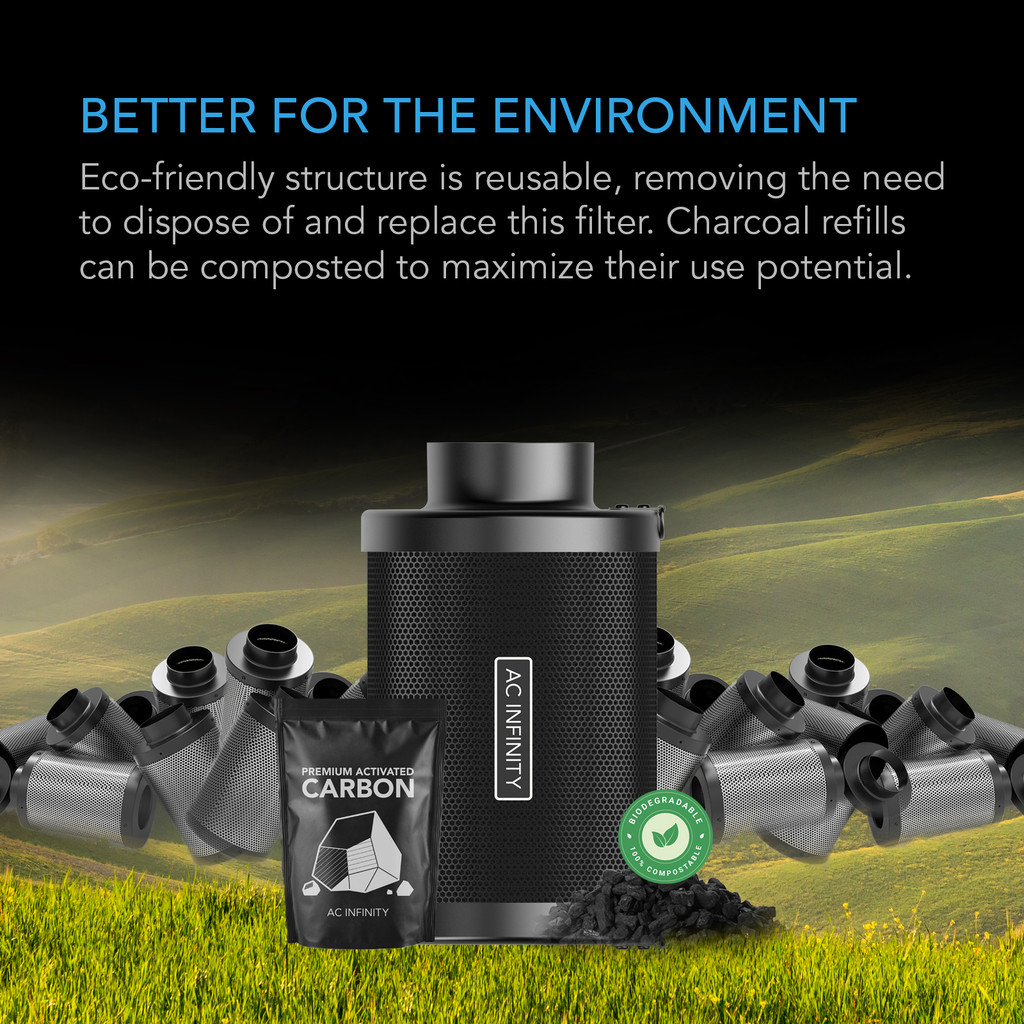 BETTER FOR THE ENVIRONMENT
Eco-friendly structure is reusable, removing the need
to dispose of and replace this filter. Charcoal refills
can be composted to maximize their use potential.
AC INFINITY
PREMIUM ACTIVATED
CARBON
AC INFINITY
BIODEGRADABLE
100% COMPOSTABLE